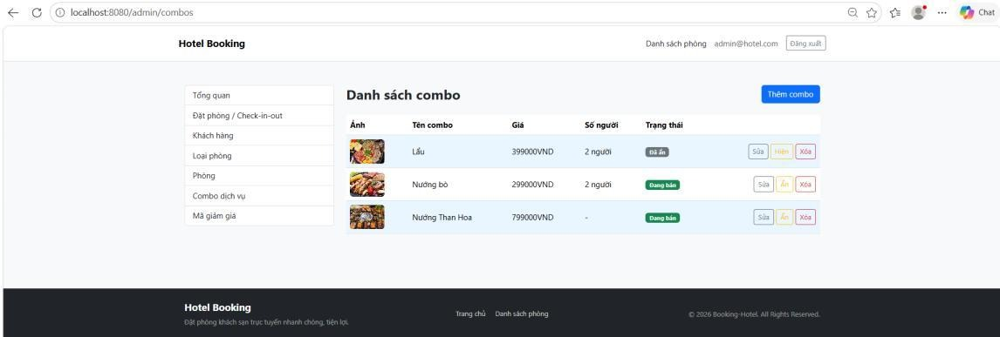 localhost:8080/admin/combos
Chat
Hotel Booking
Danh sách phòng admin@hotel.com Đăng xuất
Tổng quan
Đặt phòng / Check-in-out
Khách hàng
Loại phòng
Phòng
Combo dịch vụ
Mã giảm giá
Danh sách combo
Thêm combo
Ảnh Tên combo Giá Số người Trạng thái
Lẩu 399000VND 2 người Đã ẩn Sửa Hiện Xóa
Nướng bò 299000VND 2 người Đang bán Sửa Ẩn Xóa
Nướng Than Hoa 799000VND - Đang bán Sửa Ẩn Xóa
Hotel Booking
Đặt phòng khách sạn trực tuyến nhanh chóng, tiện lợi.
Trang chủ Danh sách phòng
© 2026 Booking-Hotel. All Rights Reserved.